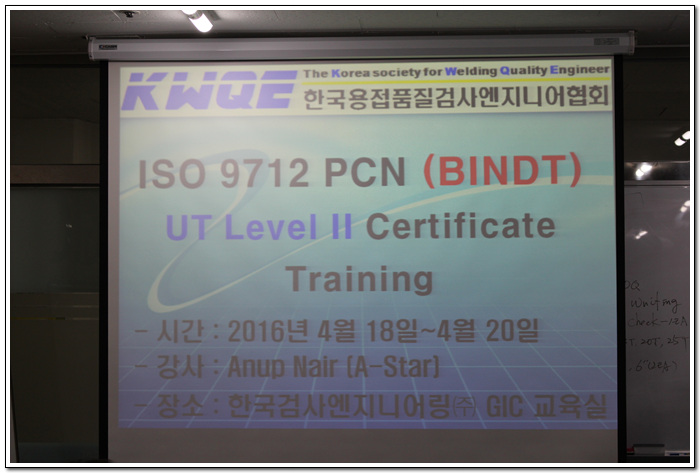 KWQE
The Korea society for Welding Quality Engineer
한국용접품질검사엔지니어협회
ISO 9712 PCN (BINDT)
UT Level II Certificate
Training
- 시간 : 2016년 4월 18일~4월 20일
- 강사 : Anup Nair (A-Star)
- 장소 : 한국검사엔지니어링㈜ GIC 교육실